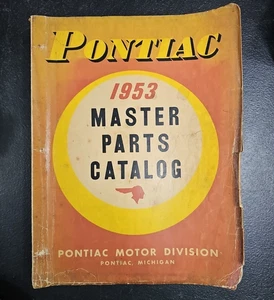 PONTIAC
1953
MASTER
PARTS
CATALOG
PONTIAC MOTOR DIVISION
PONTIAC, MICHIGAN